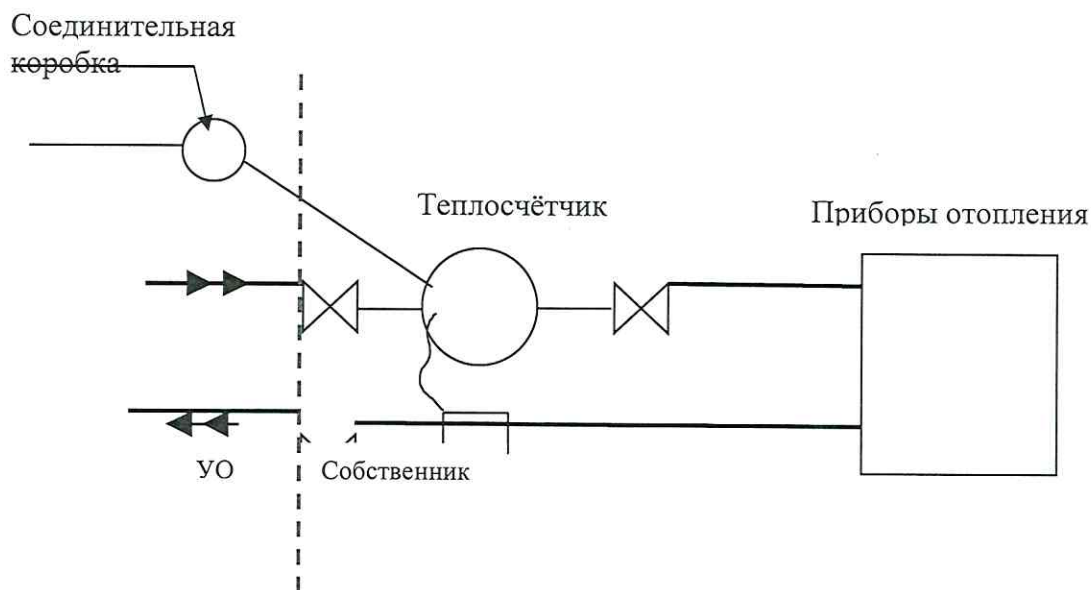 Соединительная
коробка
Теплосчётчик
Приборы отопления
УО
Собственник